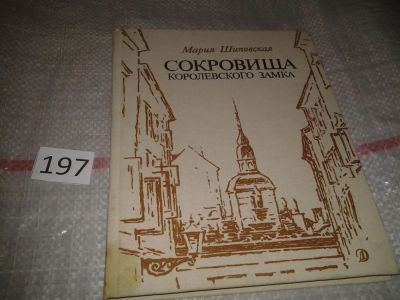 Мария Шиповская
СОКРОВИЩА
КОРОЛЕВСКОГО ЗАМКА
197